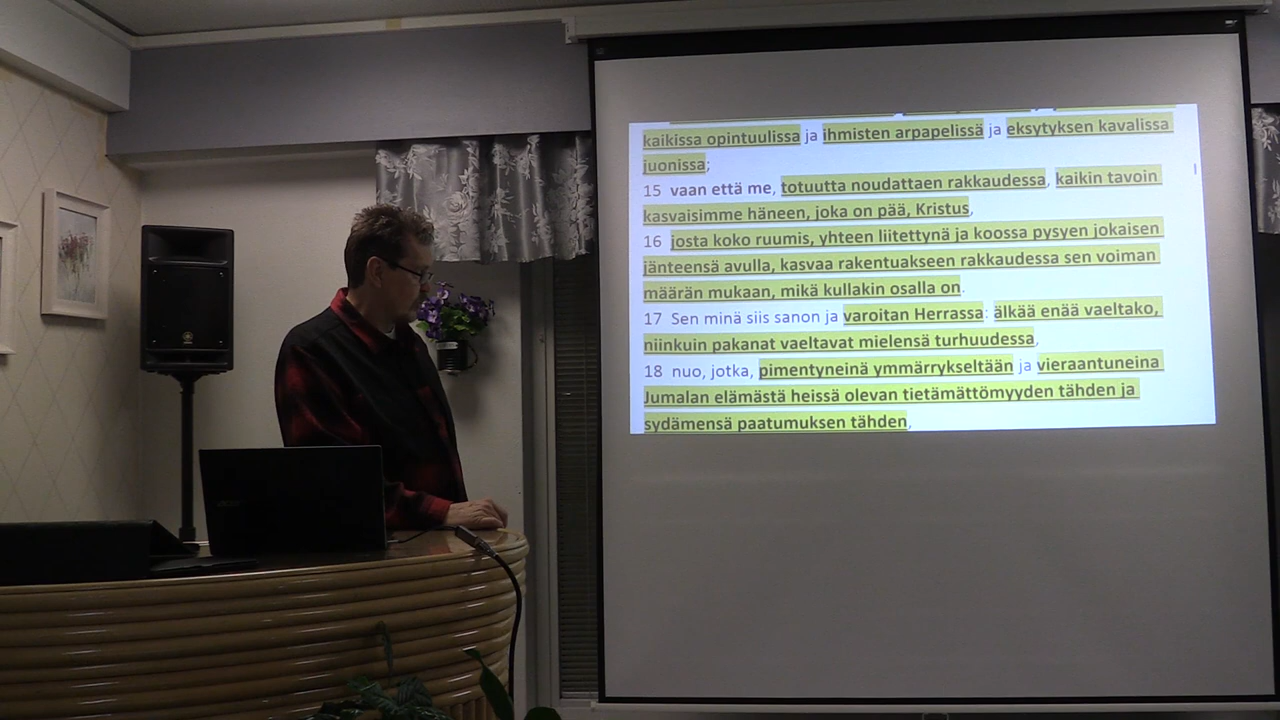 kaikissa opintuulissa ja ihmisten arpapelissä ja eksytyksen kavalissa
juonissa;
15 vaan että me, totuutta noudattaen rakkaudessa, kaikin tavoin
kasvaisimme häneen, joka on pää, Kristus,
16 josta koko ruumis, yhteen liitettynä ja koossa pysyen jokaisen
jänteensä avulla, kasvaa rakentuakseen rakkaudessa sen voiman
määrän mukaan, mikä kullakin osalla on.
17 Sen minä siis sanon ja varoitan Herrassa: älkää enää vaeltako,
niinkuin pakanat vaeltavat mielensä turhuudessa,
18 nuo, jotka, pimentyneinä ymmärrykseltään ja vieraantuneina
Jumalan elämästä heissä olevan tietämättömyyden tähden ja
sydämensä paatumuksen tähden,